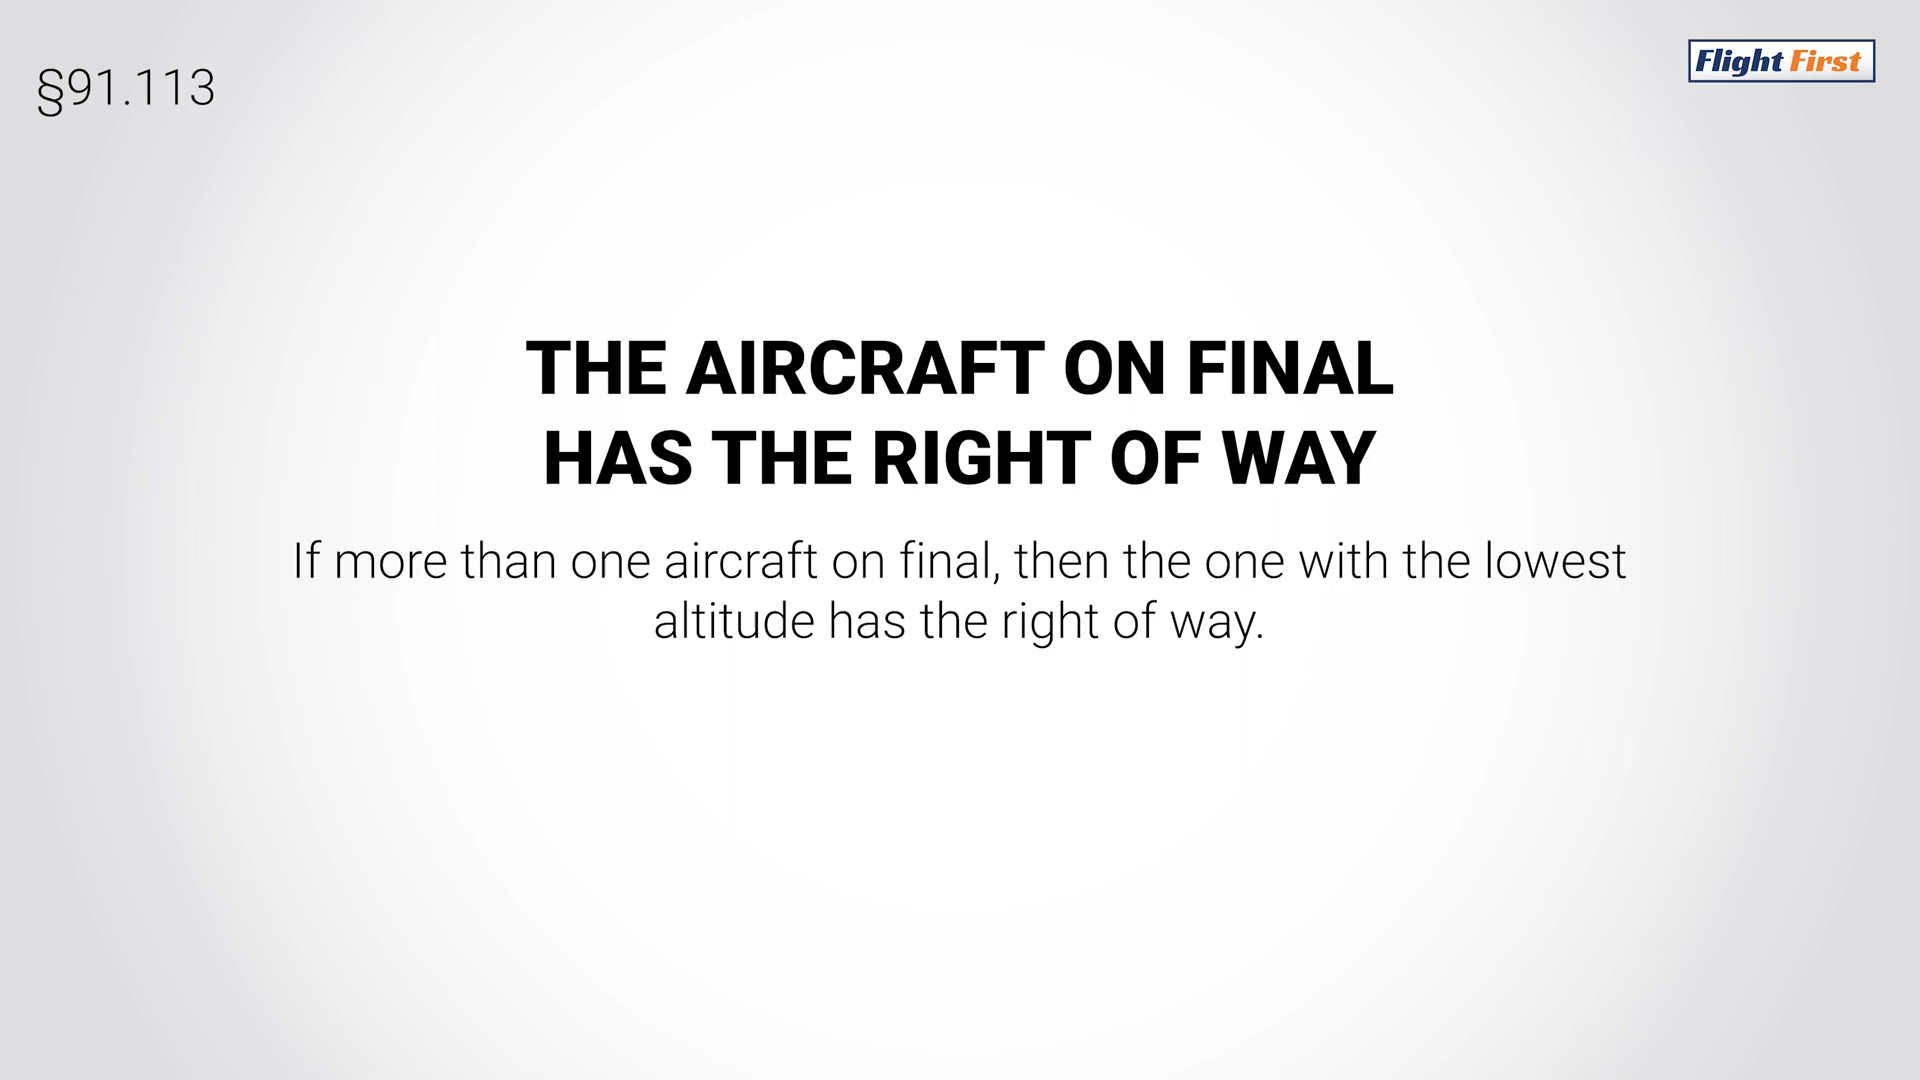 §91.113
Flight First
THE AIRCRAFT ON FINAL
HAS THE RIGHT OF WAY
If more than one aircraft on final, then the one with the lowest
altitude has the right of way.